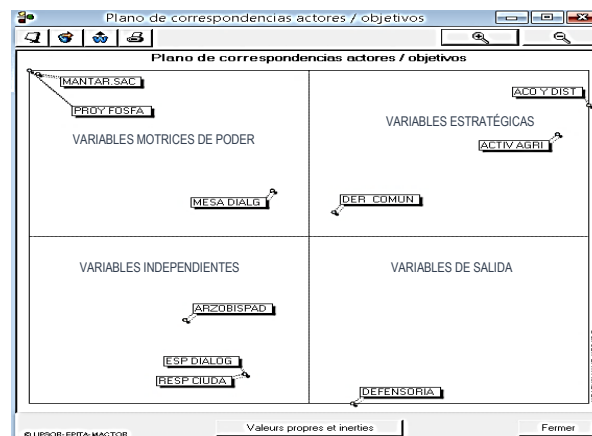 Plano de correspondencias actores / objetivos
Plano de correspondencias actores / objetivos
MANTAR.SAC
ACO Y DIST
PROY FOSFA
VARIABLES ESTRATÉGICAS
VARIABLES MOTRICES DE PODER
ACTIV AGRI
MESA DIALG
DER COMUN
VARIABLES INDEPENDIENTES
VARIABLES DE SALIDA
ARZOBISPAD
ESP DIALOG
RESP CIUDA
DEFENSORIA
Valeurs propres et inerties
Fermer
© LIPSOR-EPITA-MACTOR